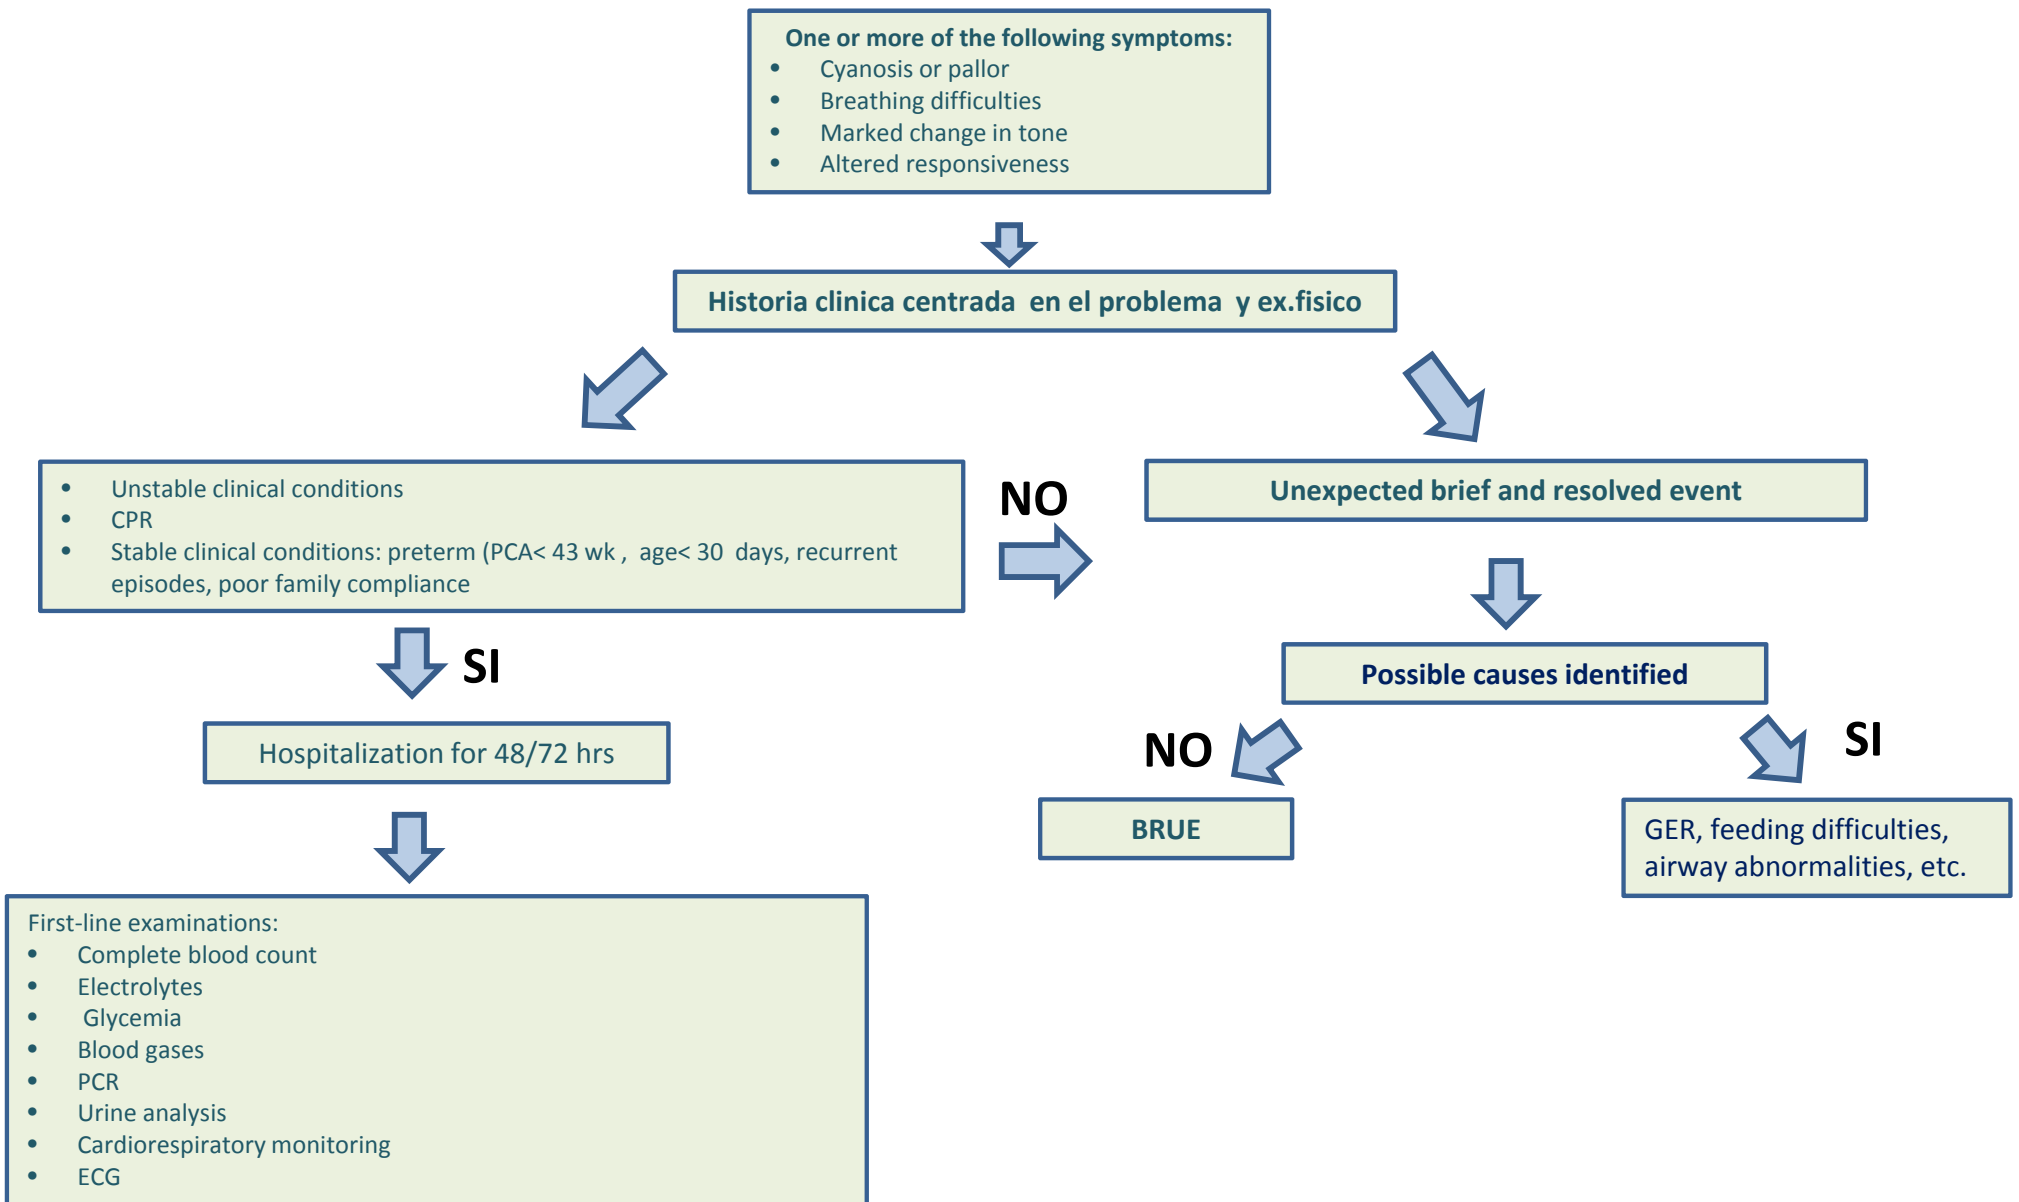 One or more of the following symptoms:
• Cyanosis or pallor
• Breathing difficulties
• Marked change in tone
• Altered responsiveness
Historia clinica centrada en el problema y ex.fisico
• Unstable clinical conditions
• CPR
• Stable clinical conditions: preterm (PCA< 43 wk , age< 30 days, recurrent
episodes, poor family compliance
NO
Unexpected brief and resolved event
SI
Possible causes identified
Hospitalization for 48/72 hrs
NO
SI
BRUE
GER, feeding difficulties,
airway abnormalities, etc.
First-line examinations:
• Complete blood count
• Electrolytes
• Glycemia
• Blood gases
• PCR
• Urine analysis
• Cardiorespiratory monitoring
• ECG